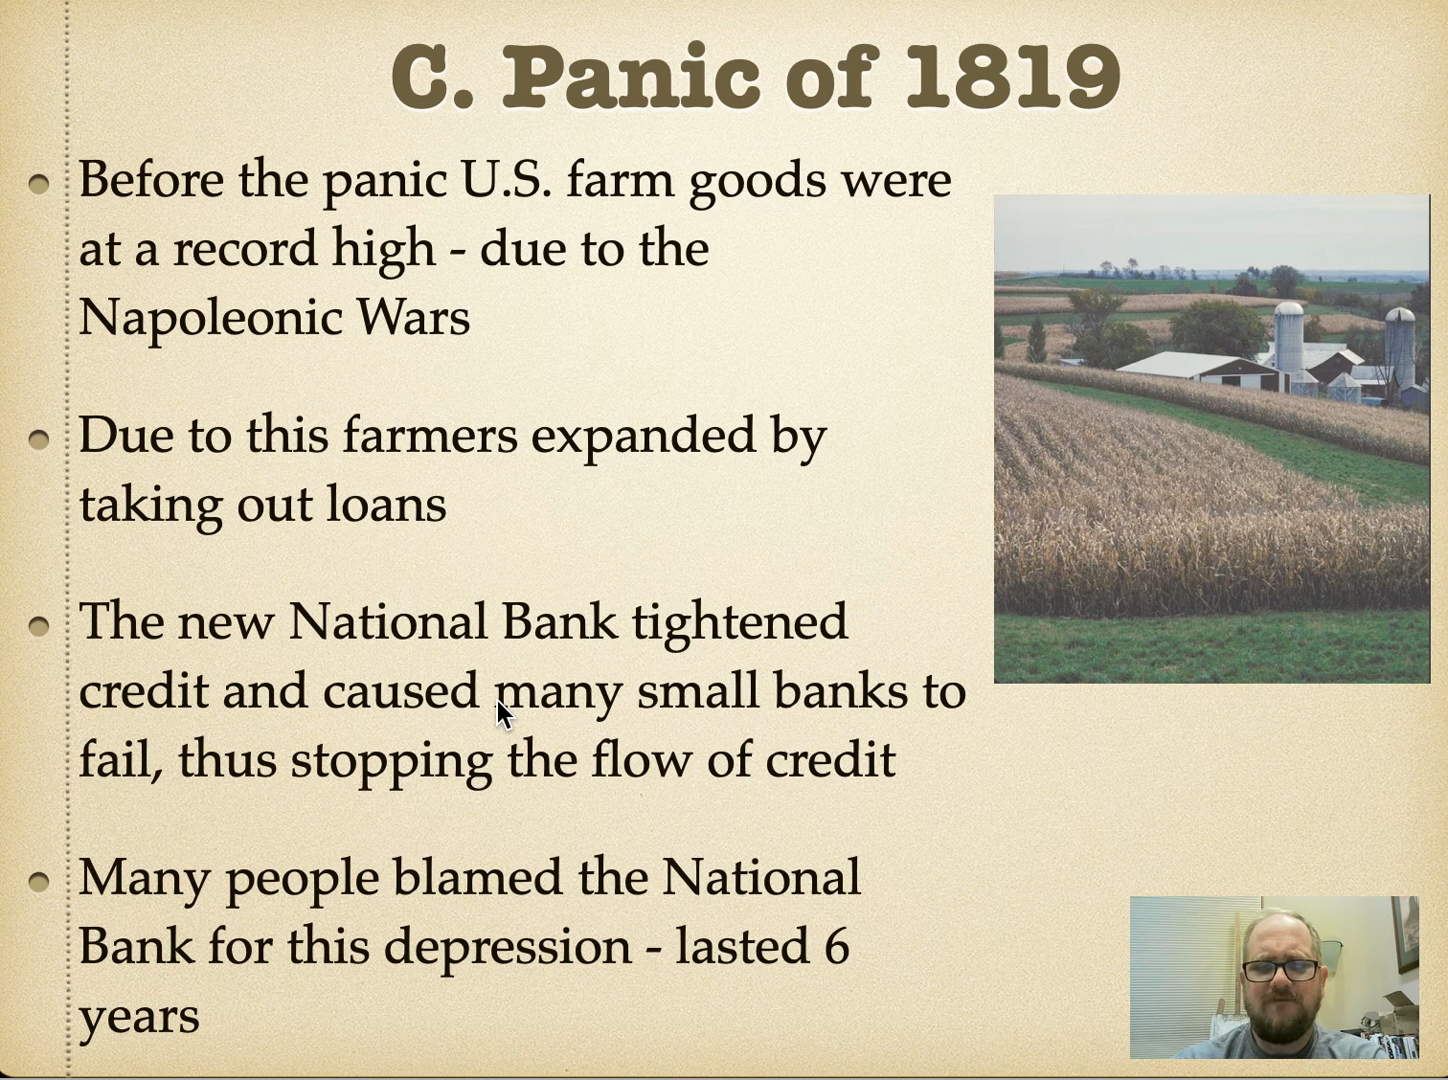 C. Panic of 1819
Before the panic U.S. farm goods were
at a record high - due to the
Napoleonic Wars
Due to this farmers expanded by
taking out loans
The new National Bank tightened
credit and caused many small banks to
fail, thus stopping the flow of credit
Many people blamed the National
Bank for this depression - lasted 6
years